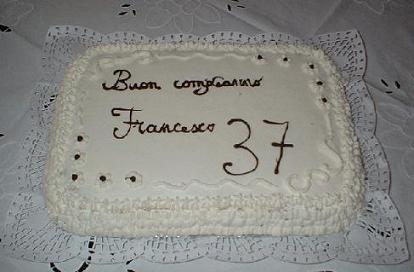 Buon compleanno
Francesco 37